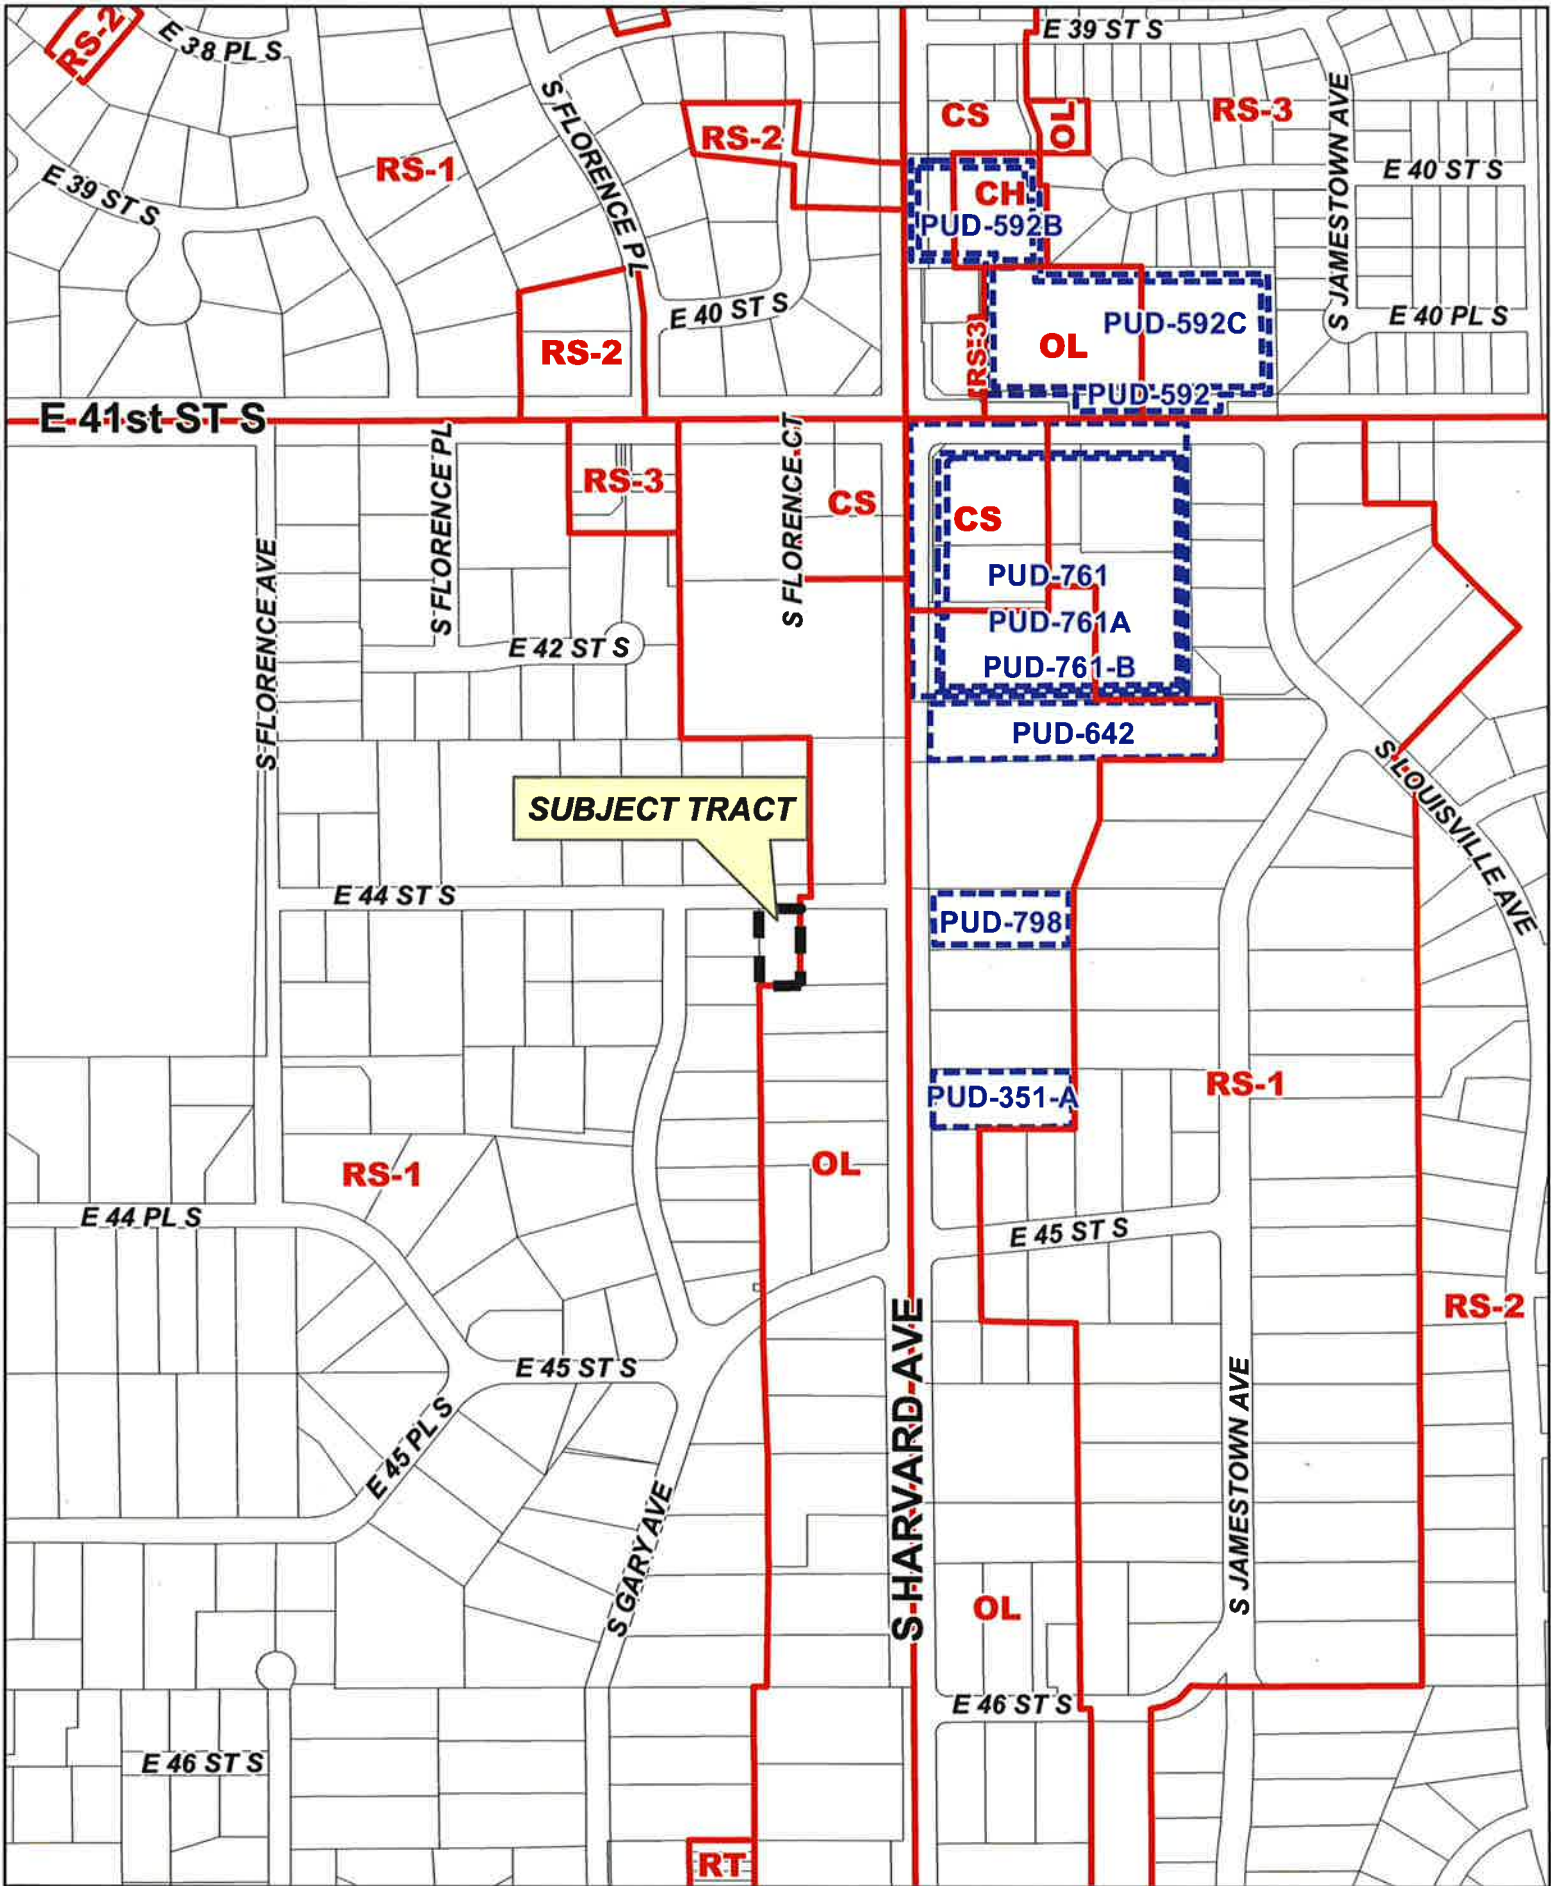 RS-2
E 38 PL S
E 39 ST S
CS
OL
RS-3
S JAMESTOWN AVE
S FLORENCE PL
RS-2
RS-1
E 39 ST S
E 40 ST S
CH
PUD-592B
E 40 ST S
PUD-592C
E 40 PL S
RS-2
RS-3
OL
PUD-592
E 41st ST S
S FLORENCE PL
S FLORENCE CT
RS-3
CS
CS
S FLORENCE AVE
PUD-761
PUD-761A
E 42 ST S
PUD-761-B
PUD-642
S LOUISVILLE AVE
SUBJECT TRACT
E 44 ST S
PUD-798
RS-1
PUD-351-A
OL
RS-1
E 44 PL S
E 45 ST S
S HARVARD AVE
RS-2
E 45 ST S
S JAMESTOWN AVE
E 45 PL S
S GARY AVE
OL
E 46 ST S
E 46 ST S
RT